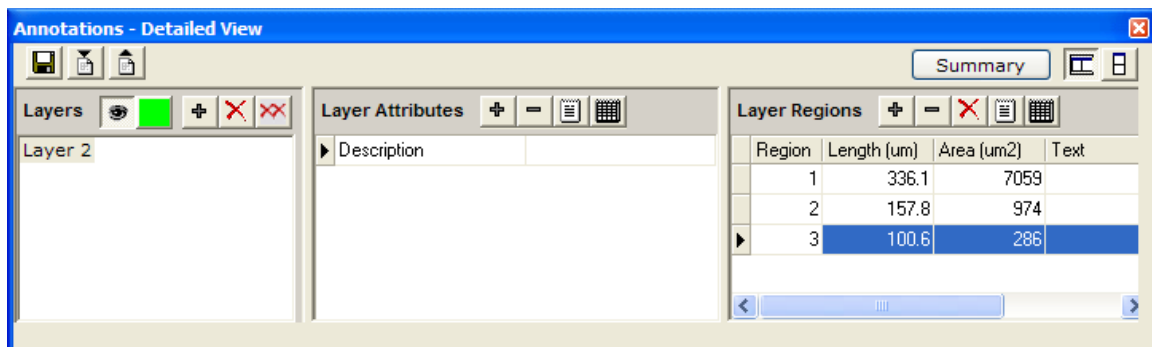 Annotations - Detailed View
Summary
Layers
Layer Attributes
Layer Regions
Layer 2
Description
Region Length (um) Area (um2) Text
1 336.1 7059
2 157.8 974
3 100.6 286